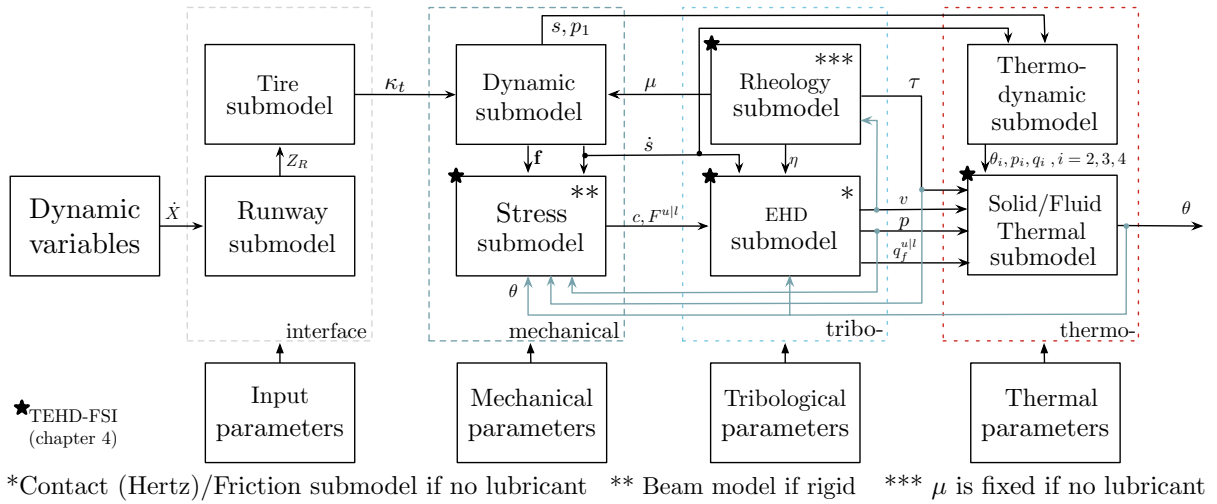 s, p₁
Tire
submodel
κₜ
Dynamic
submodel
μ
***
Rheology
submodel
τ
Thermo-
dynamic
submodel
Z_R
f
ṡ
η
θᵢ, pᵢ, qᵢ , i = 2, 3, 4
Dynamic
variables
Ẋ
Runway
submodel
**
Stress
submodel
c, F^{u|l}
*
EHD
submodel
v
p
q_f^{u|l}
Solid/Fluid
Thermal
submodel
θ
θ
interface
mechanical
tribo-
thermo-
Input
parameters
Mechanical
parameters
Tribological
parameters
Thermal
parameters
★TEHD-FSI
(chapter 4)
*Contact (Hertz)/Friction submodel if no lubricant ** Beam model if rigid *** μ is fixed if no lubricant